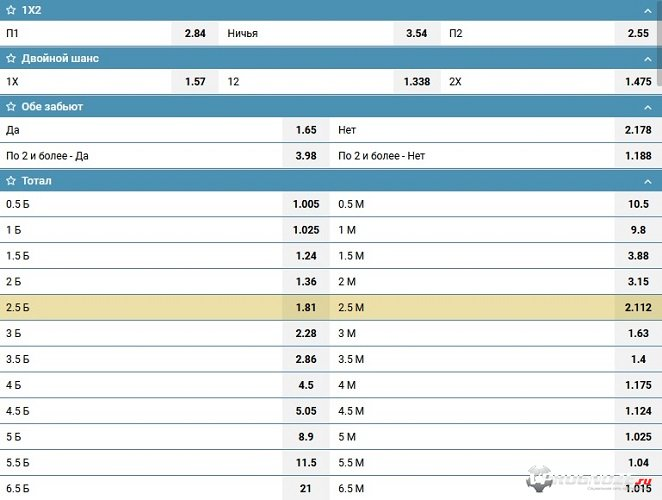 1X2
П1 2.84 Ничья 3.54 П2 2.55
Двойной шанс
1X 1.57 12 1.338 2X 1.475
Обе забьют
Да 1.65 Нет 2.178
По 2 и более - Да 3.98 По 2 и более - Нет 1.188
Тотал
0.5 Б 1.005 0.5 М 10.5
1 Б 1.025 1 М 9.8
1.5 Б 1.24 1.5 М 3.88
2 Б 1.36 2 М 3.15
2.5 Б 1.81 2.5 М 2.112
3 Б 2.28 3 М 1.63
3.5 Б 2.86 3.5 М 1.4
4 Б 4.5 4 М 1.175
4.5 Б 5.05 4.5 М 1.124
5 Б 8.9 5 М 1.025
5.5 Б 11.5 5.5 М 1.04
6.5 Б 21 6.5 М 1.015